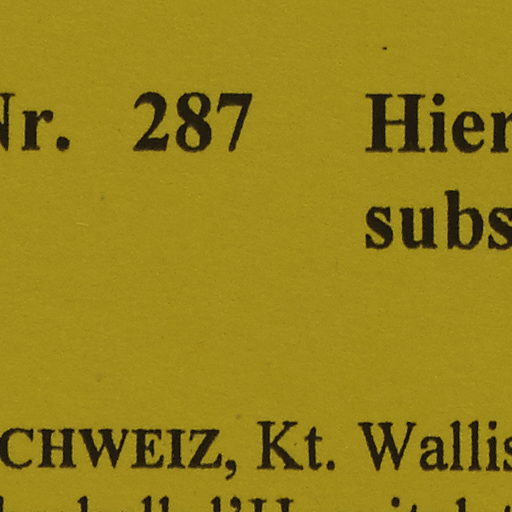 Nr. 287 Hier
subs
CHWEIZ, Kt. Wallis